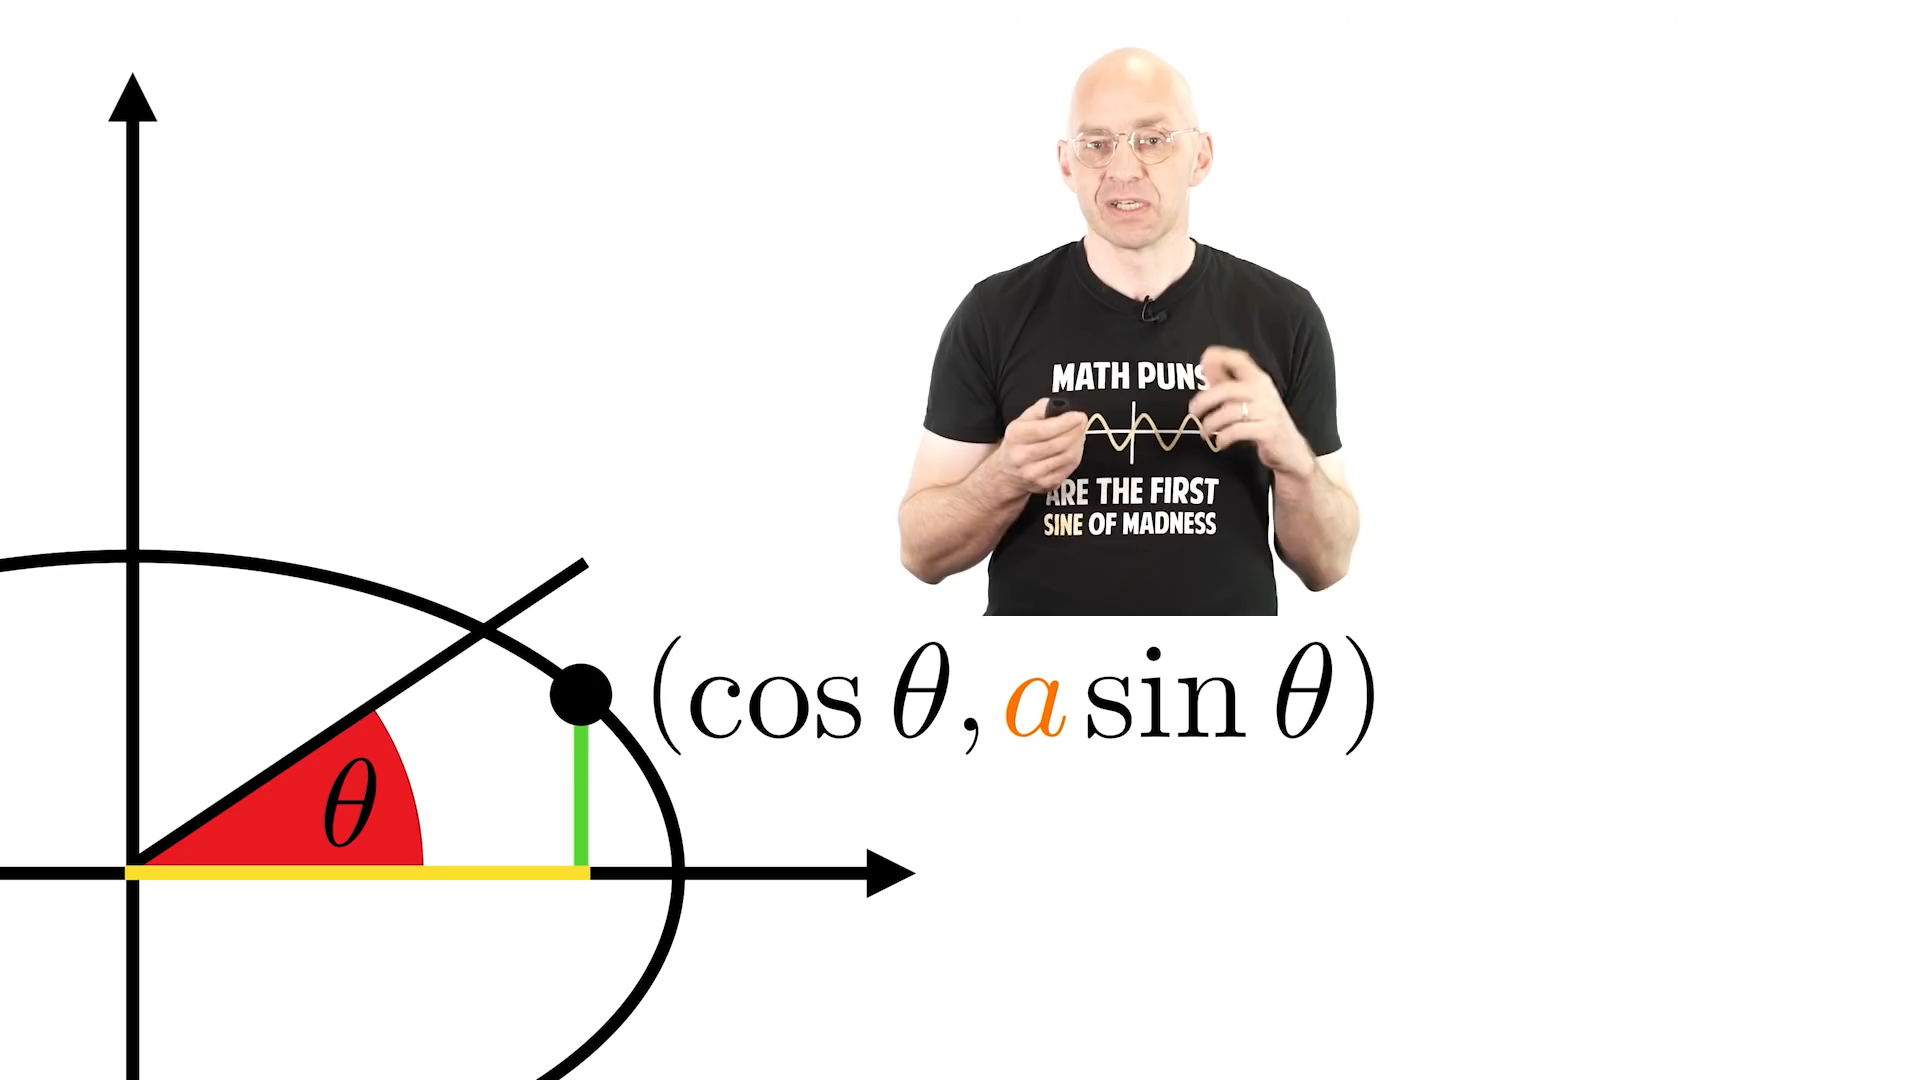 MATH PUNS
ARE THE FIRST
SINE OF MADNESS
(cos θ, a sin θ)
θ